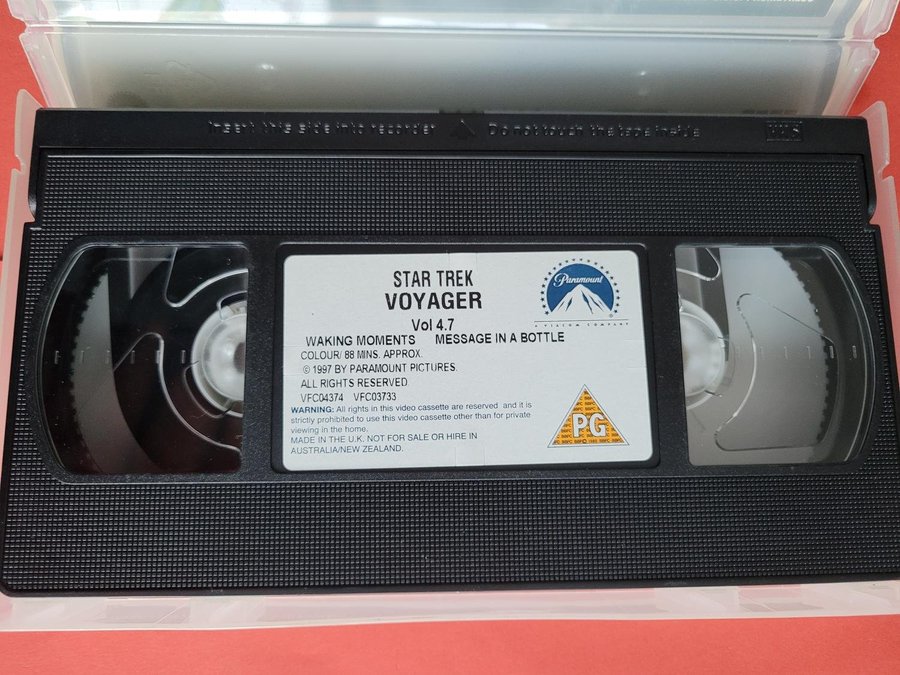 Insert this side into recorder Do not touch the tape inside VHS
STAR TREK
VOYAGER
Vol 4.7
WAKING MOMENTS MESSAGE IN A BOTTLE
COLOUR/ 88 MINS. APPROX.
© 1997 BY PARAMOUNT PICTURES.
ALL RIGHTS RESERVED
VFC04374 VFC03733
WARNING: All rights in this video cassette are reserved and it is
strictly prohibited to use this video cassette other than for private
viewing in the home.
MADE IN THE U.K. NOT FOR SALE OR HIRE IN
AUSTRALIA/NEW ZEALAND.
Paramount
A VIACOM COMPANY
PG